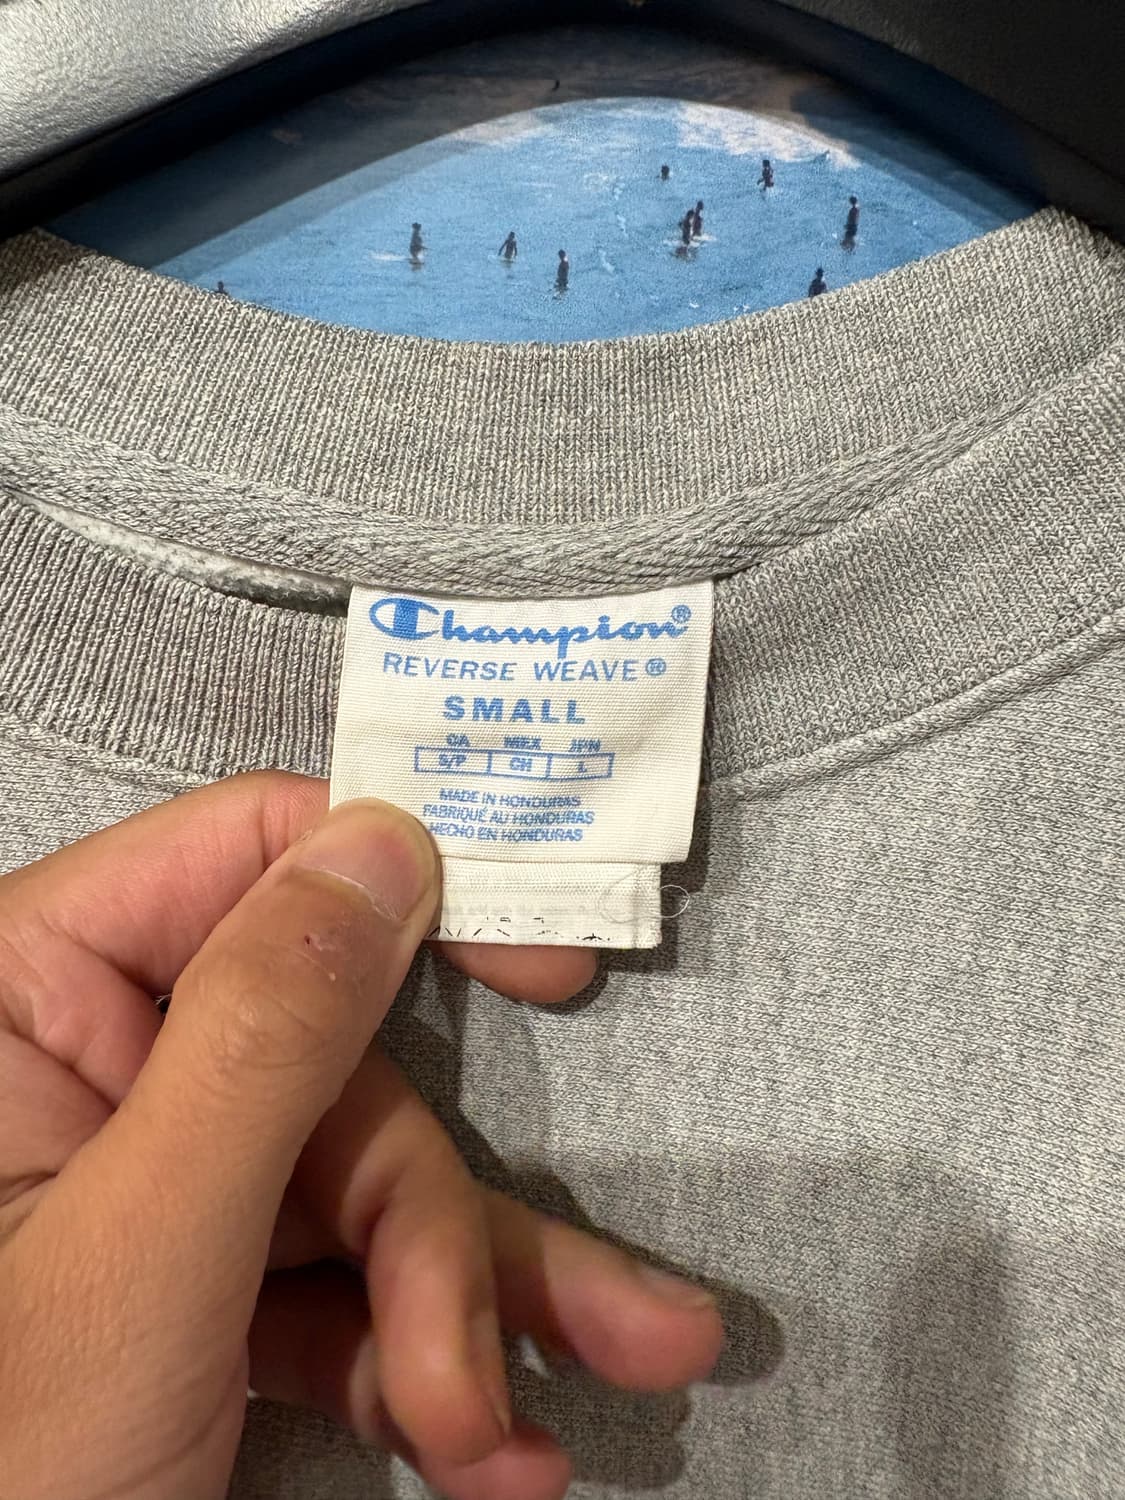 Champion®
REVERSE WEAVE®
SMALL
CA MEX JPN
S/P CH L
MADE IN HONDURAS
FABRIQUÉ AU HONDURAS
HECHO EN HONDURAS